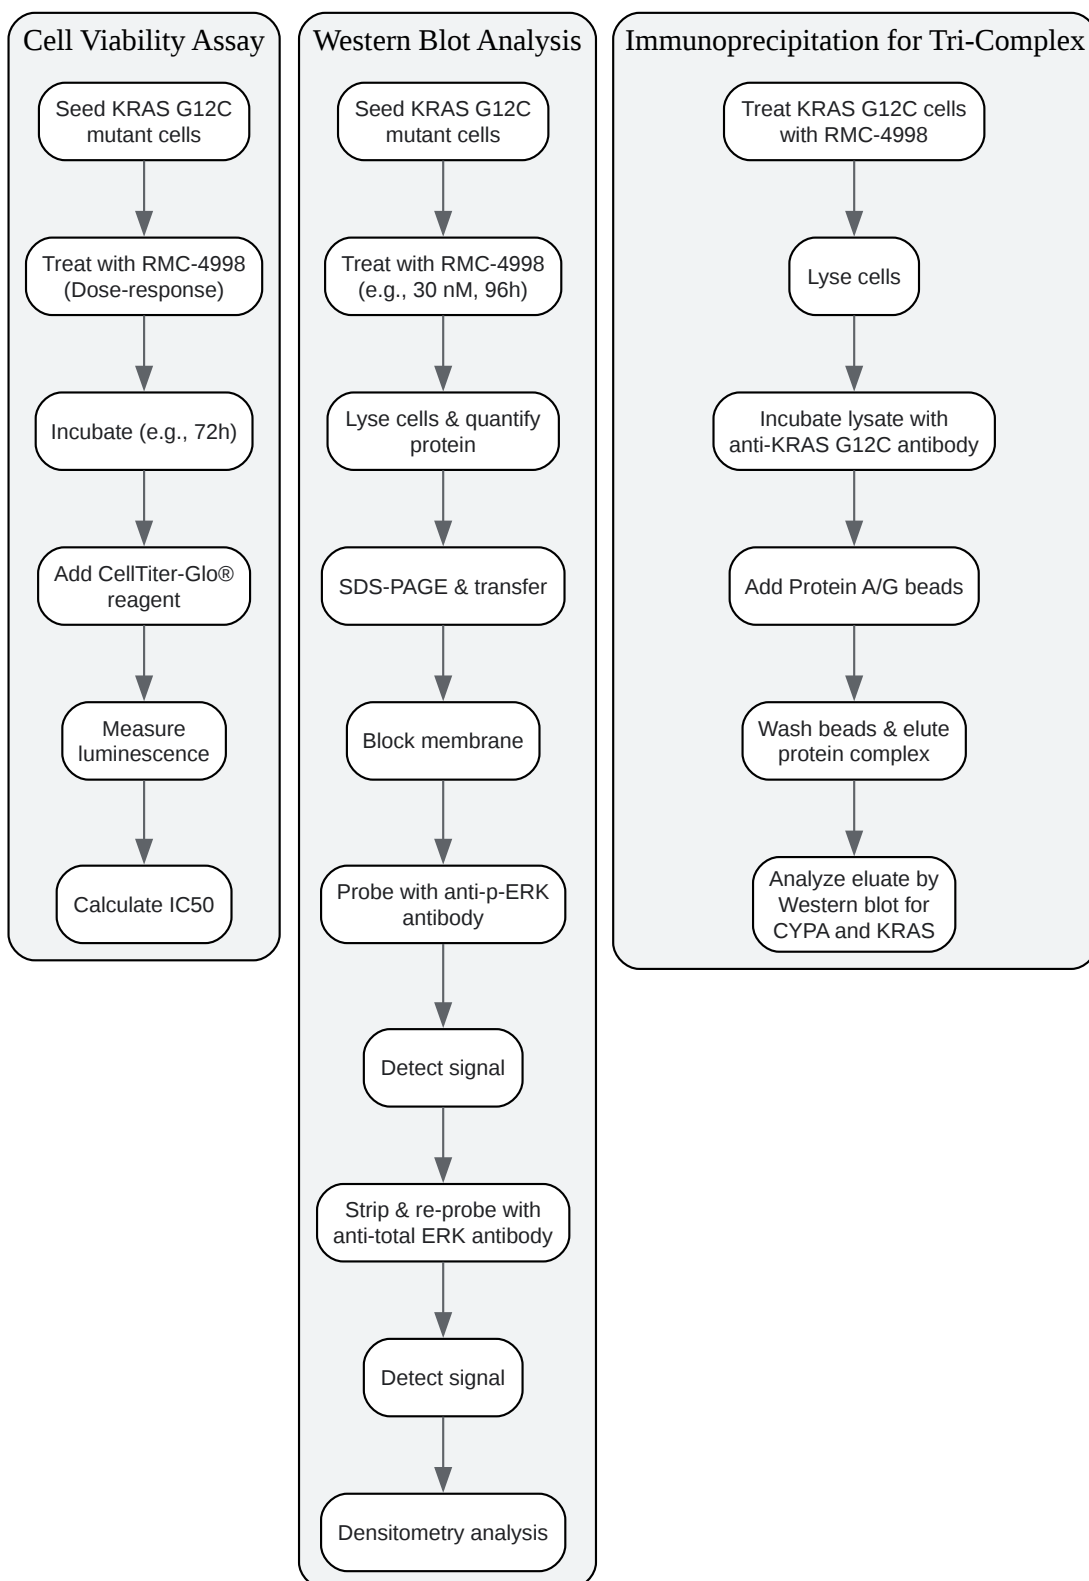 Cell Viability Assay
Seed KRAS G12C
mutant cells
Treat with RMC-4998
(Dose-response)
Incubate (e.g., 72h)
Add CellTiter-Glo®
reagent
Measure
luminescence
Calculate IC50
Western Blot Analysis
Seed KRAS G12C
mutant cells
Treat with RMC-4998
(e.g., 30 nM, 96h)
Lyse cells & quantify
protein
SDS-PAGE & transfer
Block membrane
Probe with anti-p-ERK
antibody
Detect signal
Strip & re-probe with
anti-total ERK antibody
Detect signal
Densitometry analysis
Immunoprecipitation for Tri-Complex
Treat KRAS G12C cells
with RMC-4998
Lyse cells
Incubate lysate with
anti-KRAS G12C antibody
Add Protein A/G beads
Wash beads & elute
protein complex
Analyze eluate by
Western blot for
CYPA and KRAS